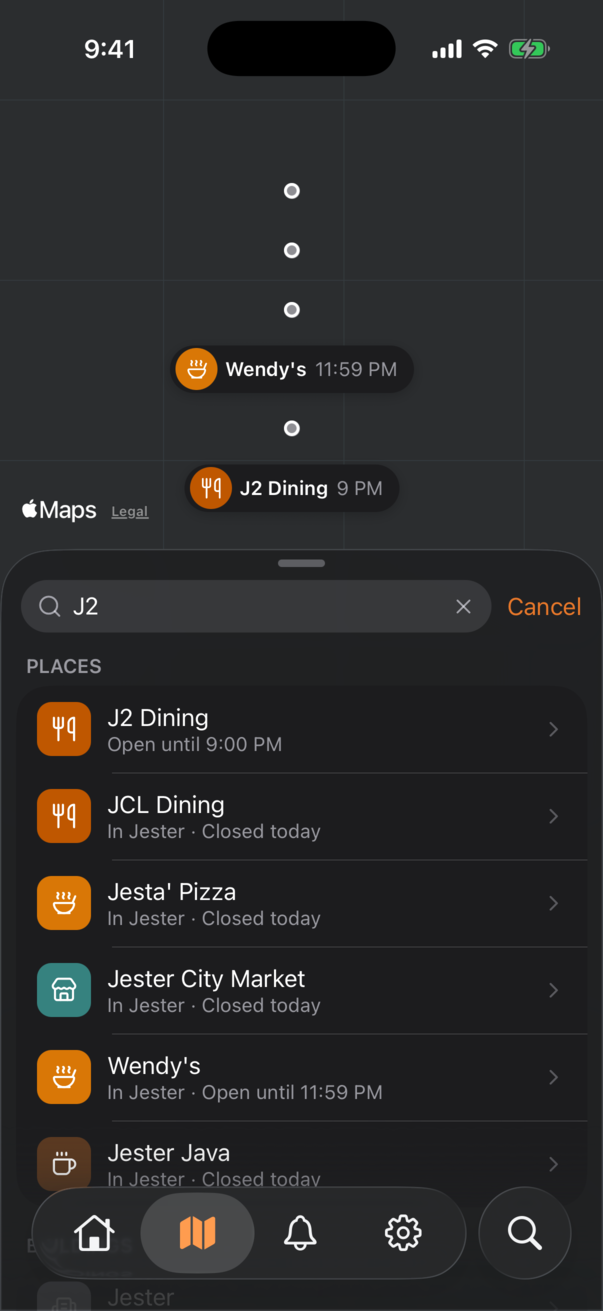 9:41
Wendy's 11:59 PM
J2 Dining 9 PM
Maps Legal
J2
Cancel
PLACES
J2 Dining
Open until 9:00 PM
JCL Dining
In Jester · Closed today
Jesta' Pizza
In Jester · Closed today
Jester City Market
In Jester · Closed today
Wendy's
In Jester · Open until 11:59 PM
Jester Java
In Jester · Closed today
Jester